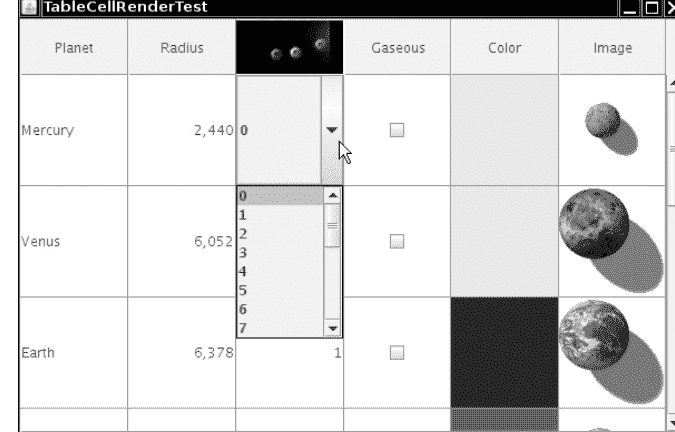 TableCellRenderTest
Planet Radius Gaseous Color Image
Mercury 2,440 0
0
1
2
Venus 6,052
3
4
5
6
7
Earth 6,378 1